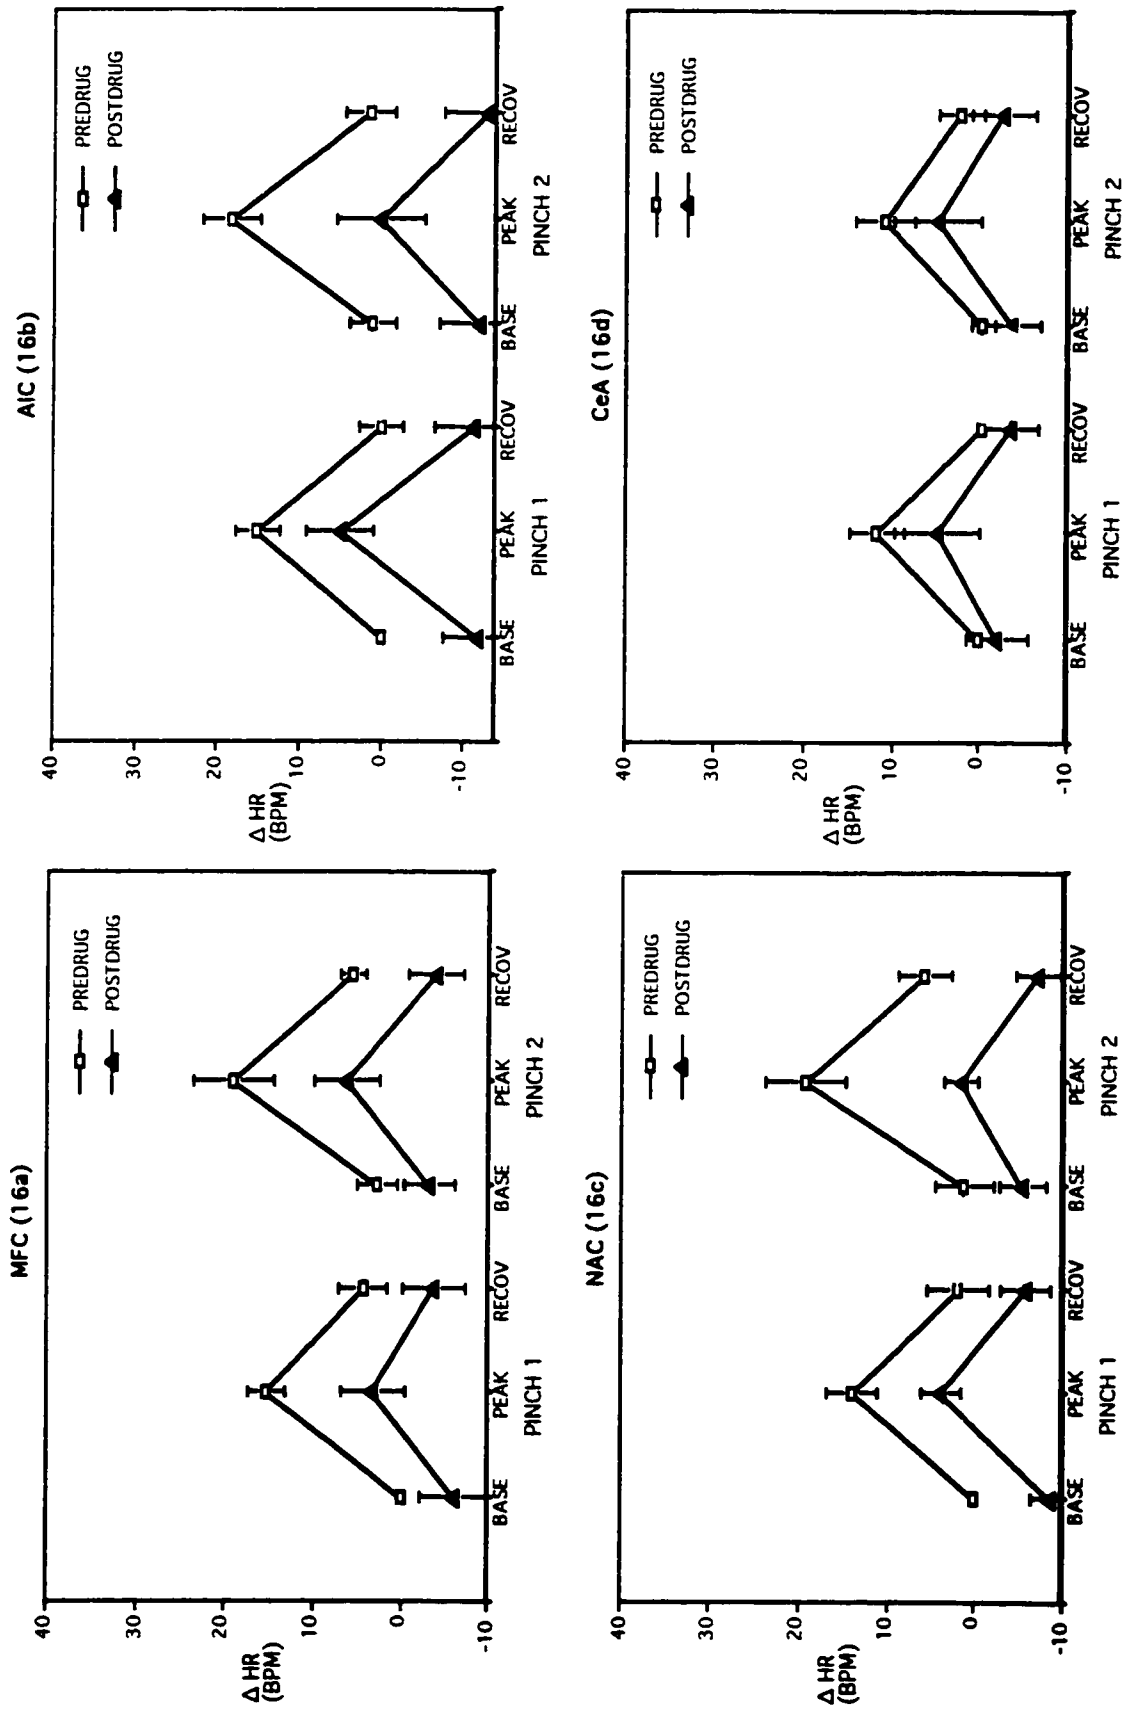 MFC (16a)
40
30
20
10
0
-10
Δ HR
(BPM)
PREDRUG
POSTDRUG
BASE PEAK RECOV BASE PEAK RECOV
PINCH 1 PINCH 2
AIC (16b)
40
30
20
10
0
-10
Δ HR
(BPM)
PREDRUG
POSTDRUG
BASE PEAK RECOV BASE PEAK RECOV
PINCH 1 PINCH 2
NAC (16c)
40
30
20
10
0
-10
Δ HR
(BPM)
PREDRUG
POSTDRUG
BASE PEAK RECOV BASE PEAK RECOV
PINCH 1 PINCH 2
CeA (16d)
40
30
20
10
0
-10
Δ HR
(BPM)
PREDRUG
POSTDRUG
BASE PEAK RECOV BASE PEAK RECOV
PINCH 1 PINCH 2